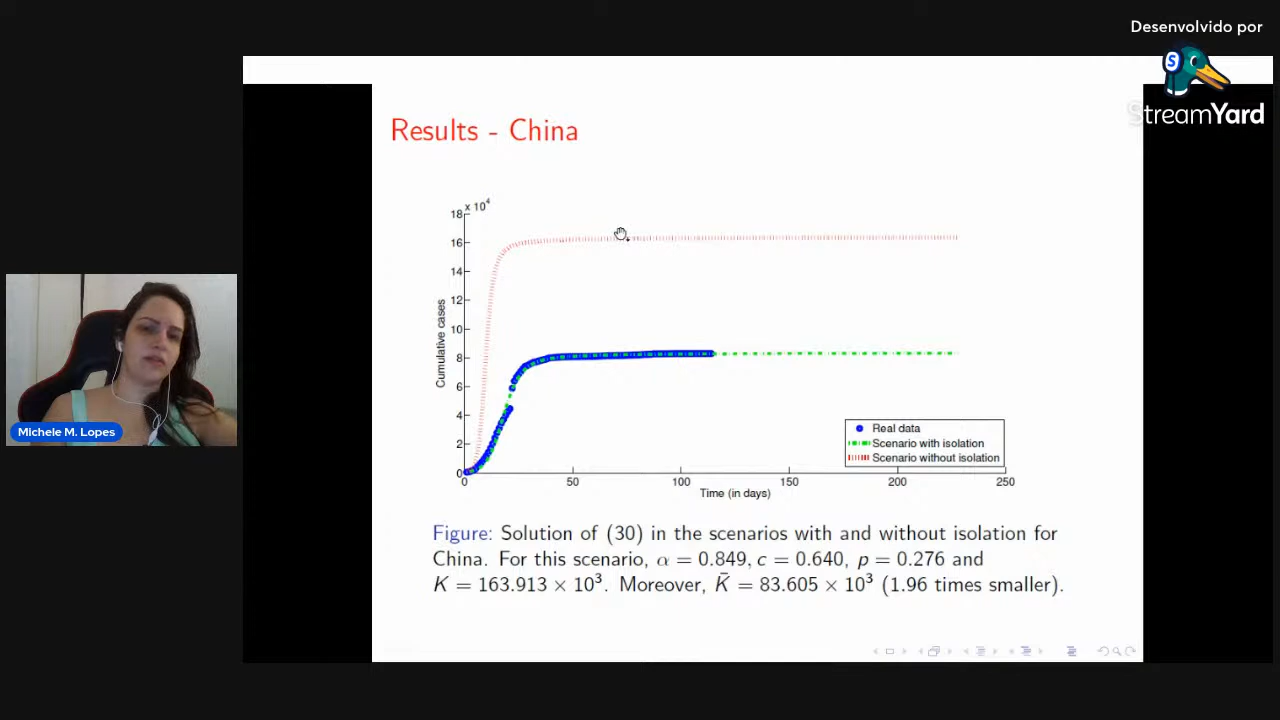 Desenvolvido por
StreamYard
Results - China
x 10^4
18
16
14
12
10
8
6
4
2
0
Cumulative cases
0 50 100 150 200 250
Time (in days)
Real data
Scenario with isolation
Scenario without isolation
Figure: Solution of (30) in the scenarios with and without isolation for
China. For this scenario, α = 0.849, c = 0.640, p = 0.276 and
K = 163.913 × 10³. Moreover, K̄ = 83.605 × 10³ (1.96 times smaller).
Michele M. Lopes